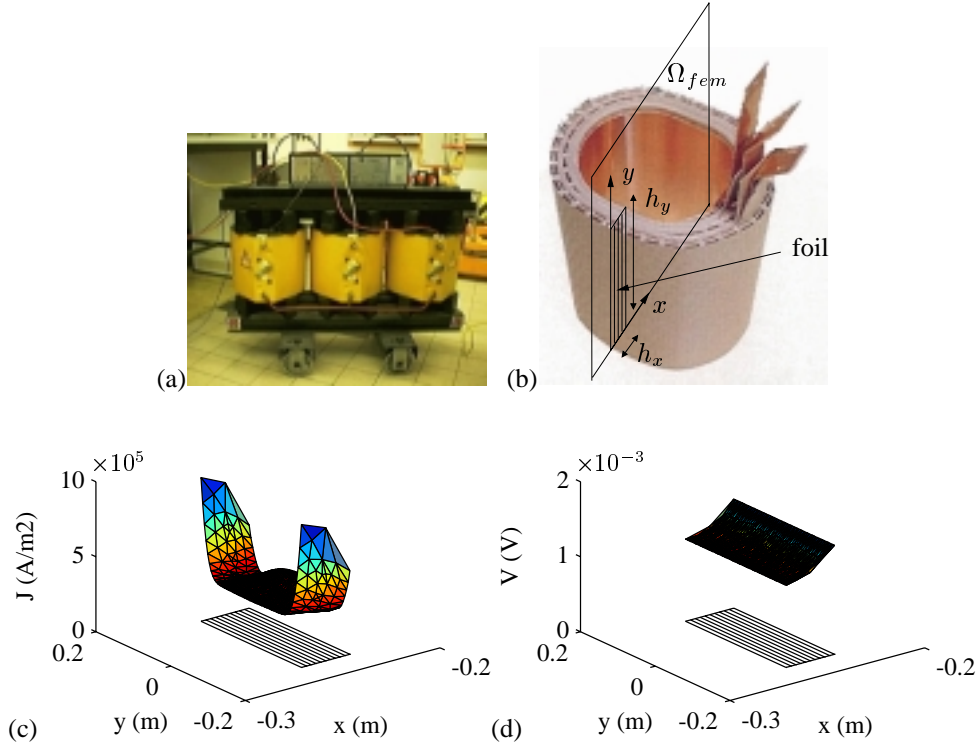 Ω_fem
y
h_y
foil
x
h_x
(a)
(b)
×10^5
10
5
0
J (A/m2)
0.2
0
-0.2
y (m)
-0.3
-0.2
x (m)
(c)
×10^-3
2
1
0
V (V)
0.2
0
-0.2
y (m)
-0.3
-0.2
x (m)
(d)